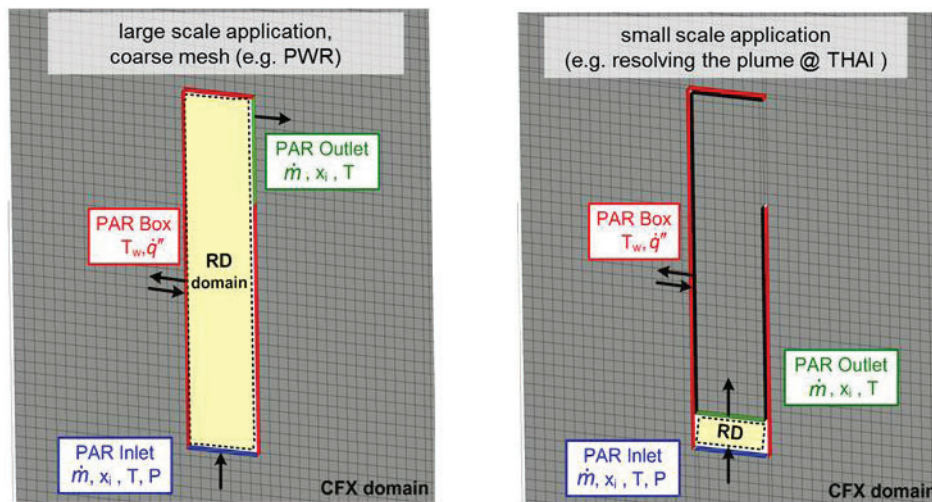 large scale application,
coarse mesh (e.g. PWR)
PAR Outlet
ṁ, xᵢ, T
PAR Box
T_w, q̇″
RD
domain
PAR Inlet
ṁ, xᵢ, T, P
CFX domain
small scale application
(e.g. resolving the plume @ THAI )
PAR Box
T_w, q̇″
PAR Outlet
ṁ, xᵢ, T
RD
PAR Inlet
ṁ, xᵢ, T, P
CFX domain